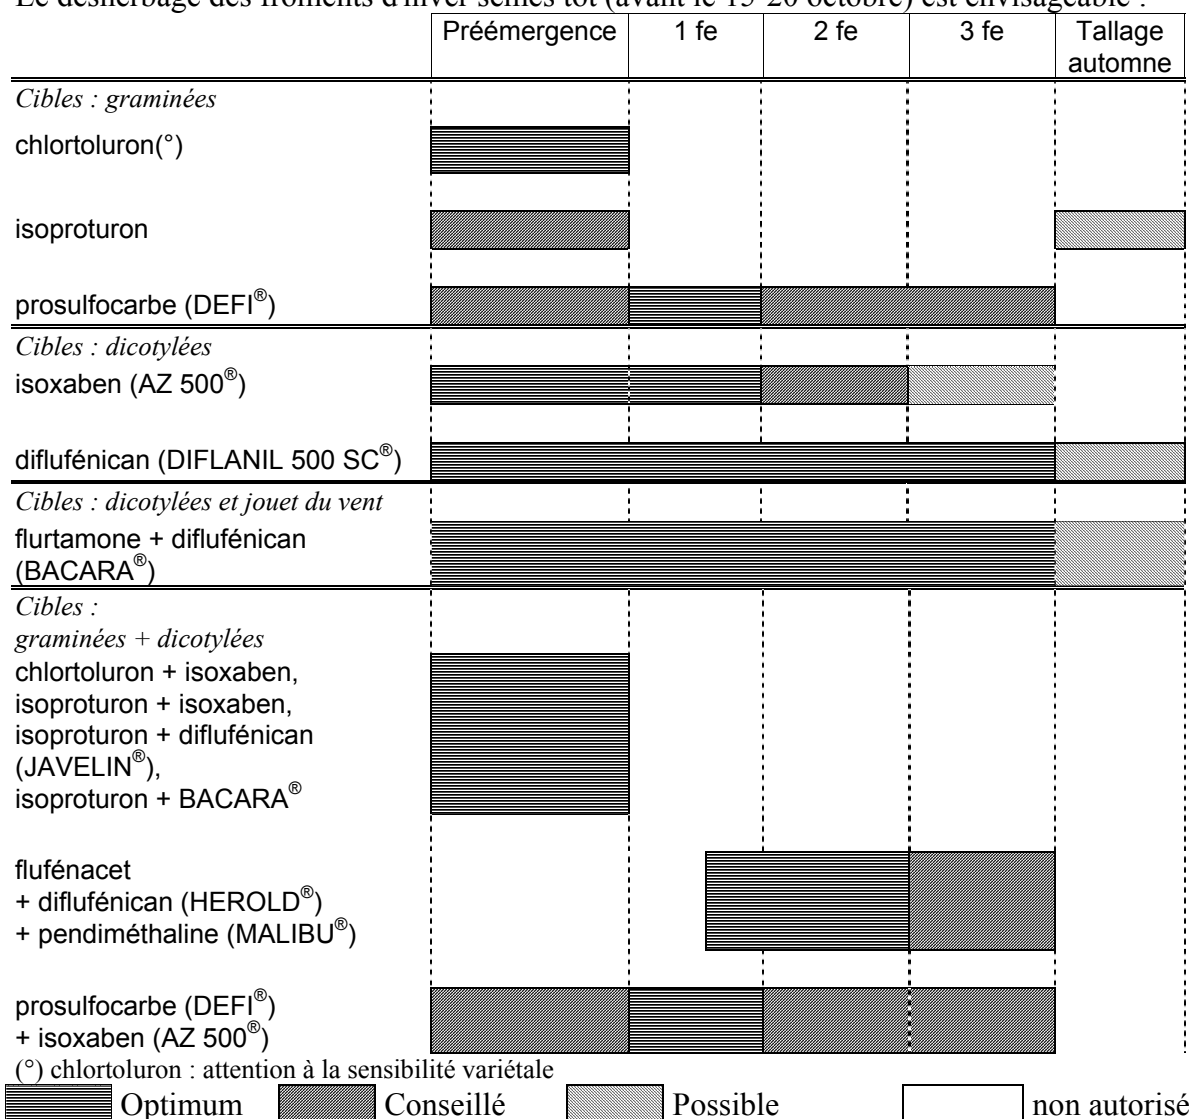 Le désherbage des froments d'hiver semés tôt (avant le 15-20 octobre) est envisageable :
Préémergence 1 fe 2 fe 3 fe Tallage
automne
Cibles : graminées
chlortoluron(°)
isoproturon
prosulfocarbe (DEFI®)
Cibles : dicotylées
isoxaben (AZ 500®)
diflufénican (DIFLANIL 500 SC®)
Cibles : dicotylées et jouet du vent
flurtamone + diflufénican
(BACARA®)
Cibles :
graminées + dicotylées
chlortoluron + isoxaben,
isoproturon + isoxaben,
isoproturon + diflufénican
(JAVELIN®),
isoproturon + BACARA®
flufénacet
+ diflufénican (HEROLD®)
+ pendiméthaline (MALIBU®)
prosulfocarbe (DEFI®)
+ isoxaben (AZ 500®)
(°) chlortoluron : attention à la sensibilité variétale
Optimum Conseillé Possible non autorisé